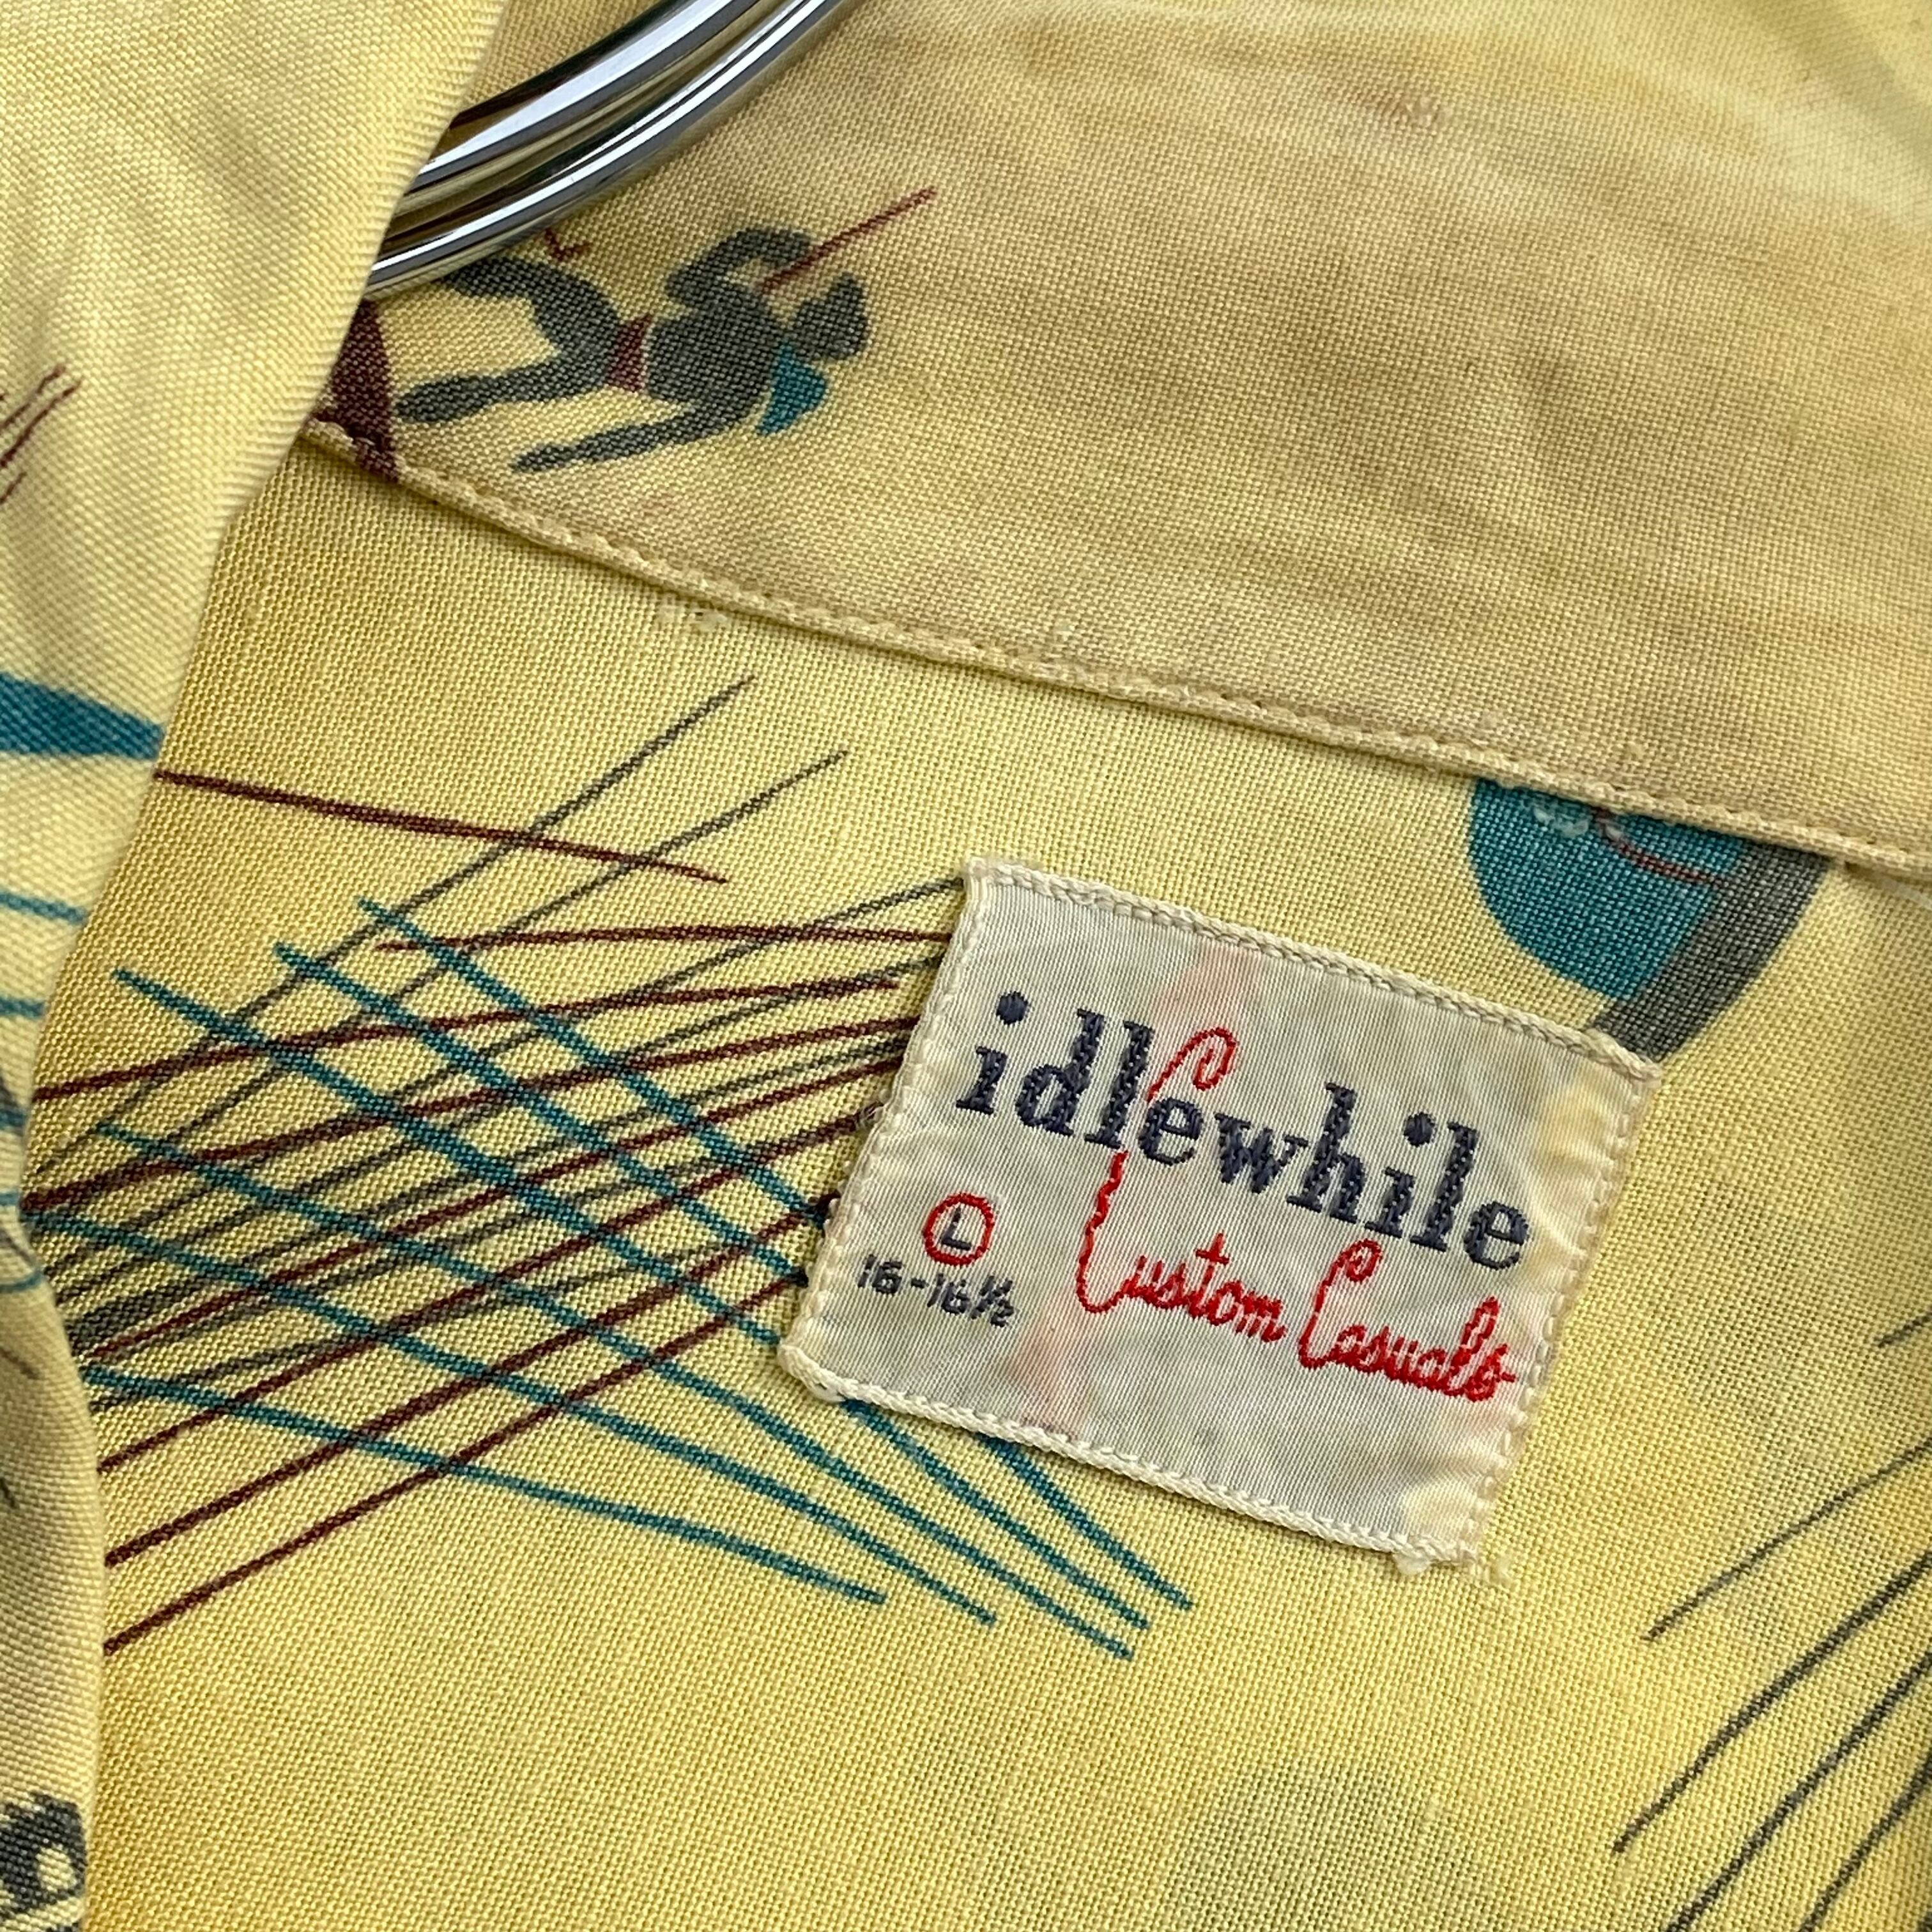 idlewhile
Custom Casuals
L
16-16½